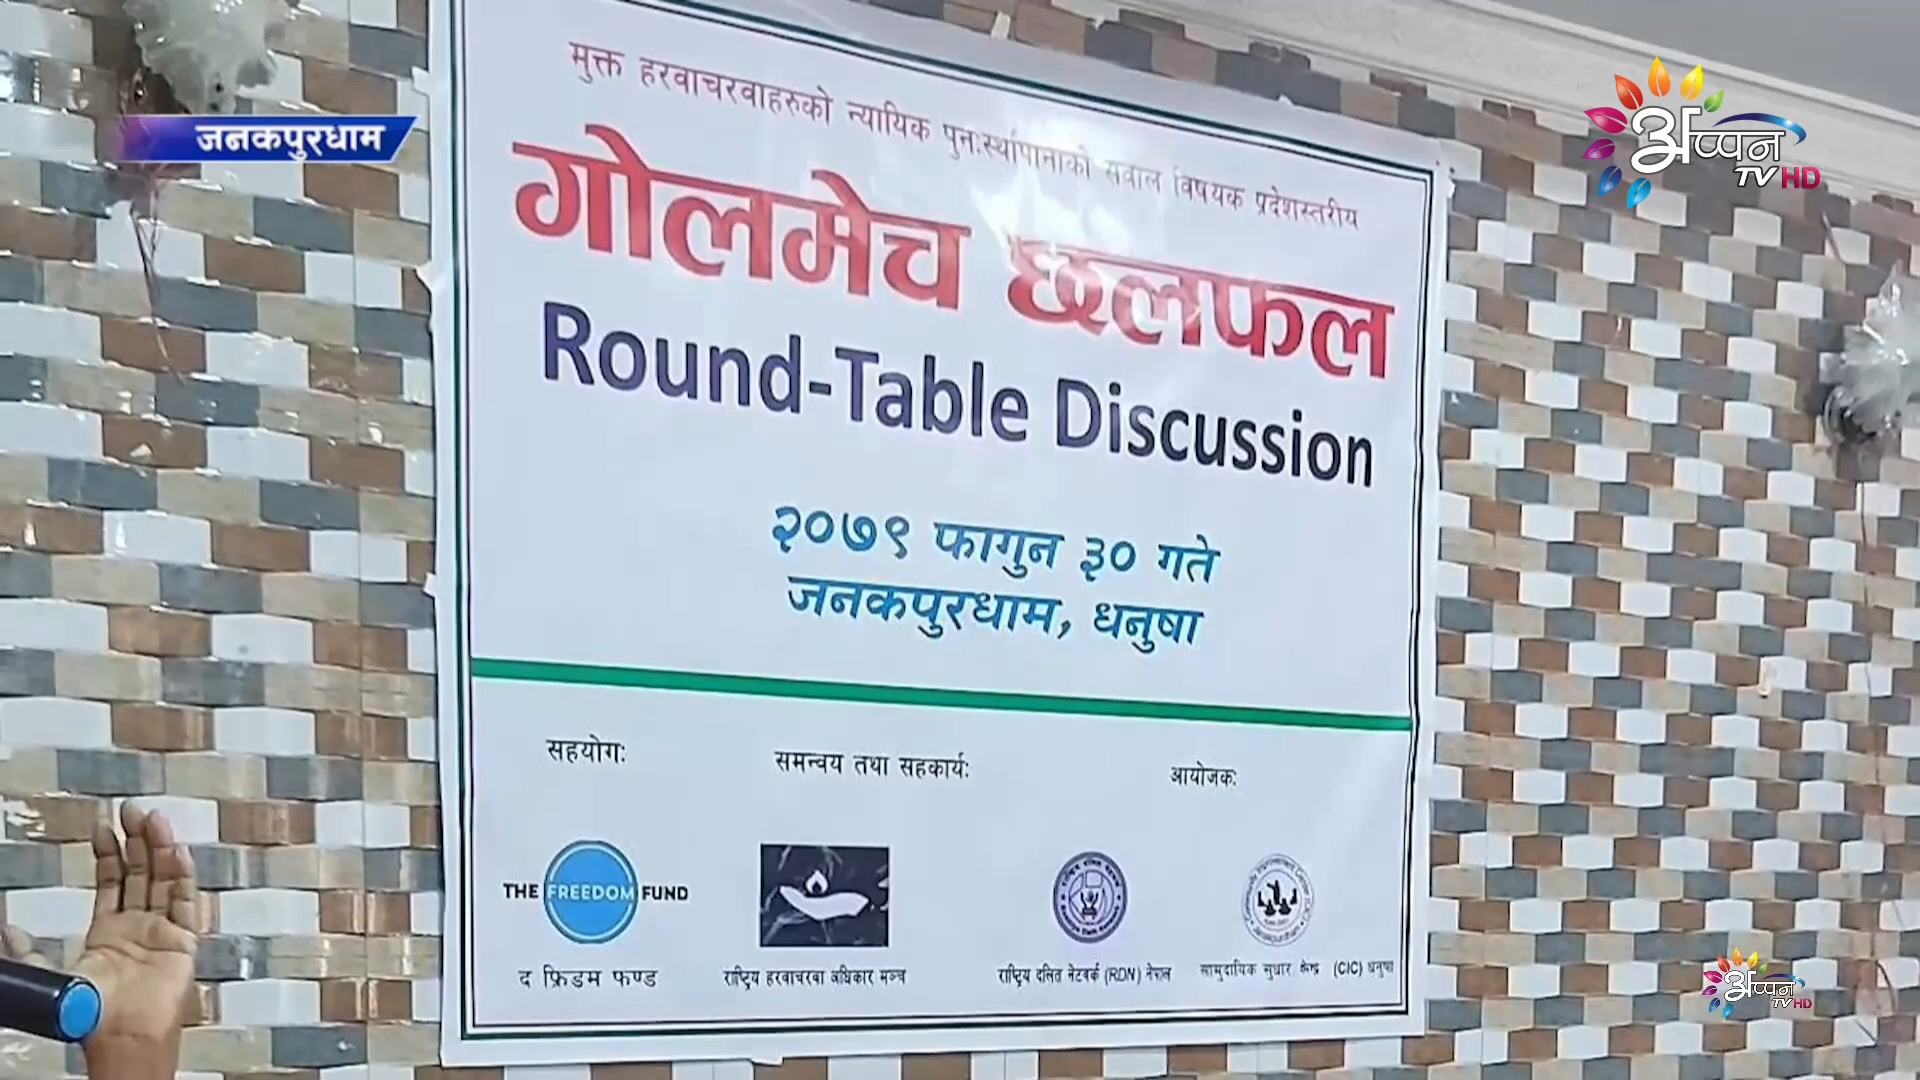 जनकपुरधाम
अप्पन
TV HD
मुक्त हरवाचरवाहरुको न्यायिक पुनःर्स्थापानाको सवाल विषयक प्रदेशस्तरीय
गोलमेच छलफल
Round-Table Discussion
२०७९ फागुन ३० गते
जनकपुरधाम, धनुषा
सहयोगः
समन्वय तथा सहकार्यः
आयोजकः
THE FREEDOM FUND
द फ्रिडम फण्ड
राष्ट्रिय हरवाचरवा अधिकार मञ्च
राष्ट्रिय दलित नेटवर्क (RDN) नेपाल
सामुदायिक सुधार केन्द्र (CIC) धनुषा
अप्पन
TV HD